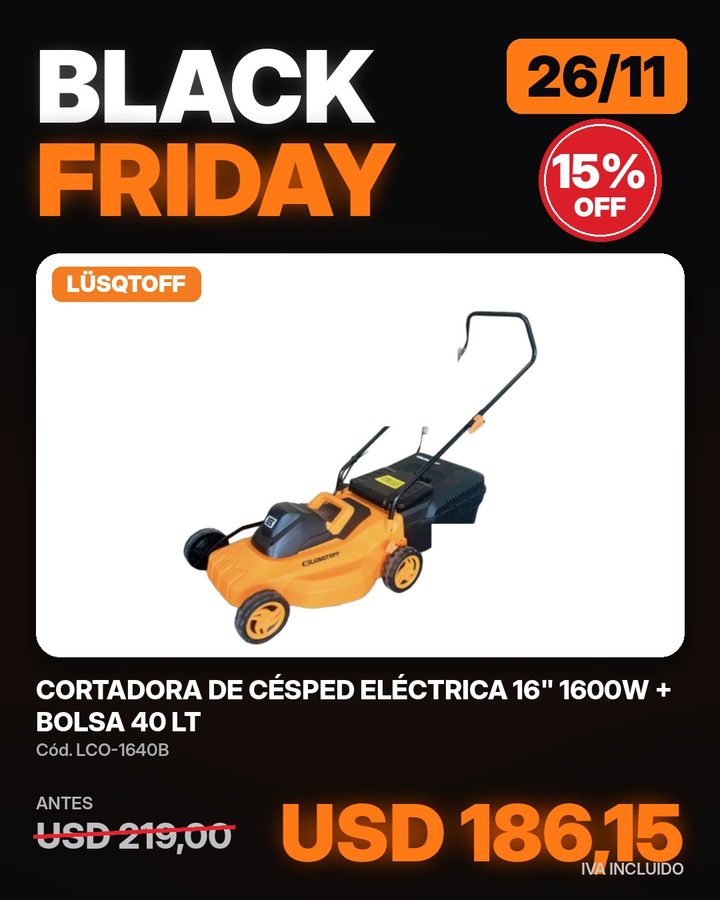 BLACK
FRIDAY
26/11
15%
OFF
LÜSQTOFF
LÜSQTOFF
CORTADORA DE CÉSPED ELÉCTRICA 16" 1600W +
BOLSA 40 LT
Cód. LCO-1640B
ANTES
USD 219,00
USD 186,15
IVA INCLUIDO